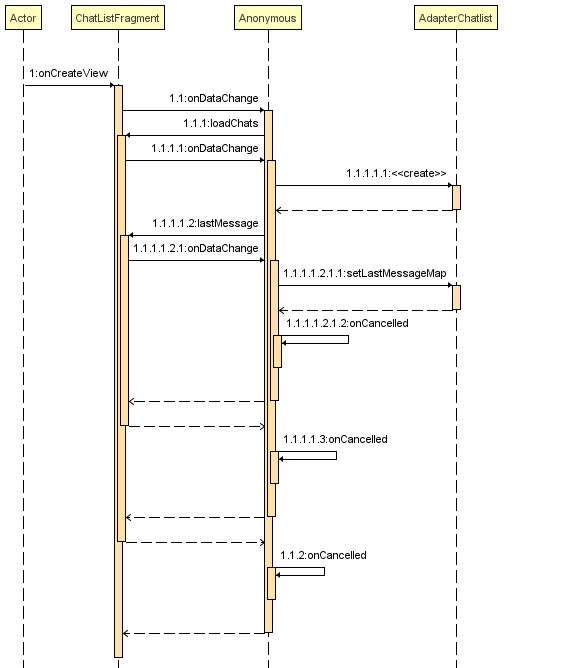 Actor
ChatListFragment
Anonymous
AdapterChatlist
1:onCreateView
1.1:onDataChange
1.1.1:loadChats
1.1.1.1:onDataChange
1.1.1.1.1:<<create>>
1.1.1.1.2:lastMessage
1.1.1.1.2.1:onDataChange
1.1.1.1.2.1.1:setLastMessageMap
1.1.1.1.2.1.2:onCancelled
1.1.1.1.3:onCancelled
1.1.2:onCancelled